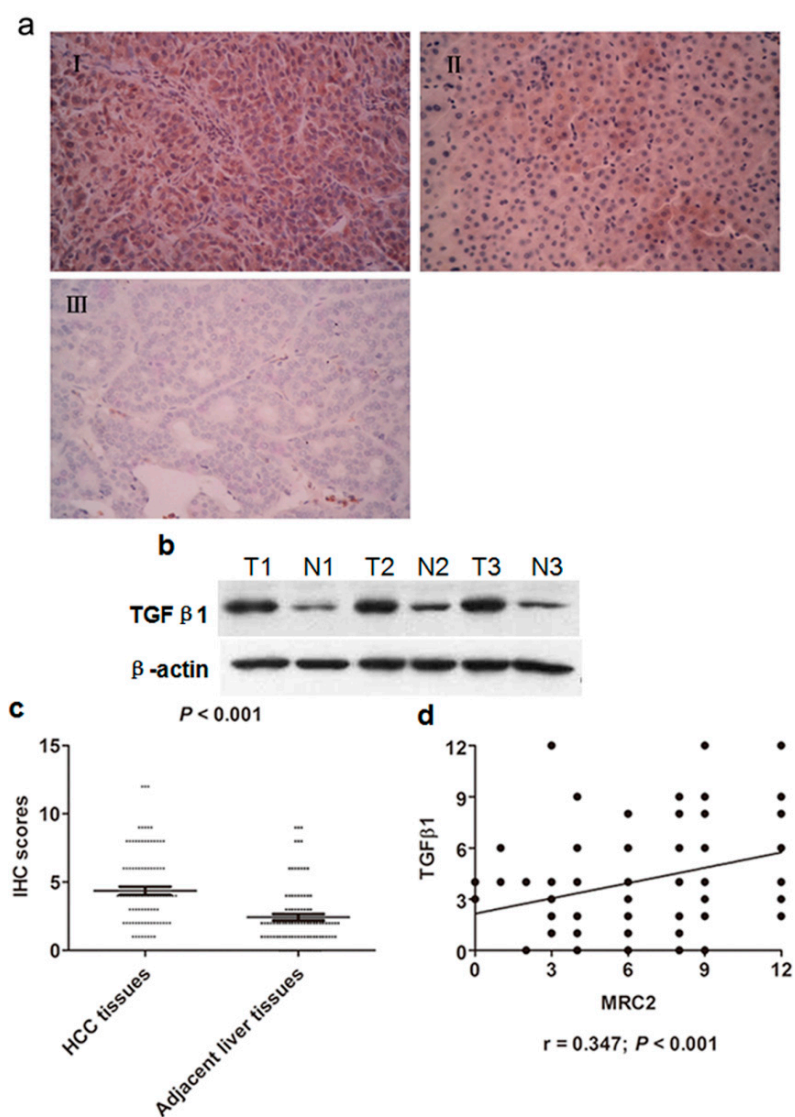 a
I
II
III
b
T1 N1 T2 N2 T3 N3
TGF β1
β-actin
c
P < 0.001
IHC scores
15
10
5
0
HCC tissues
Adjacent liver tissues
d
TGFβ1
12
9
6
3
0
0 3 6 9 12
MRC2
r = 0.347; P < 0.001